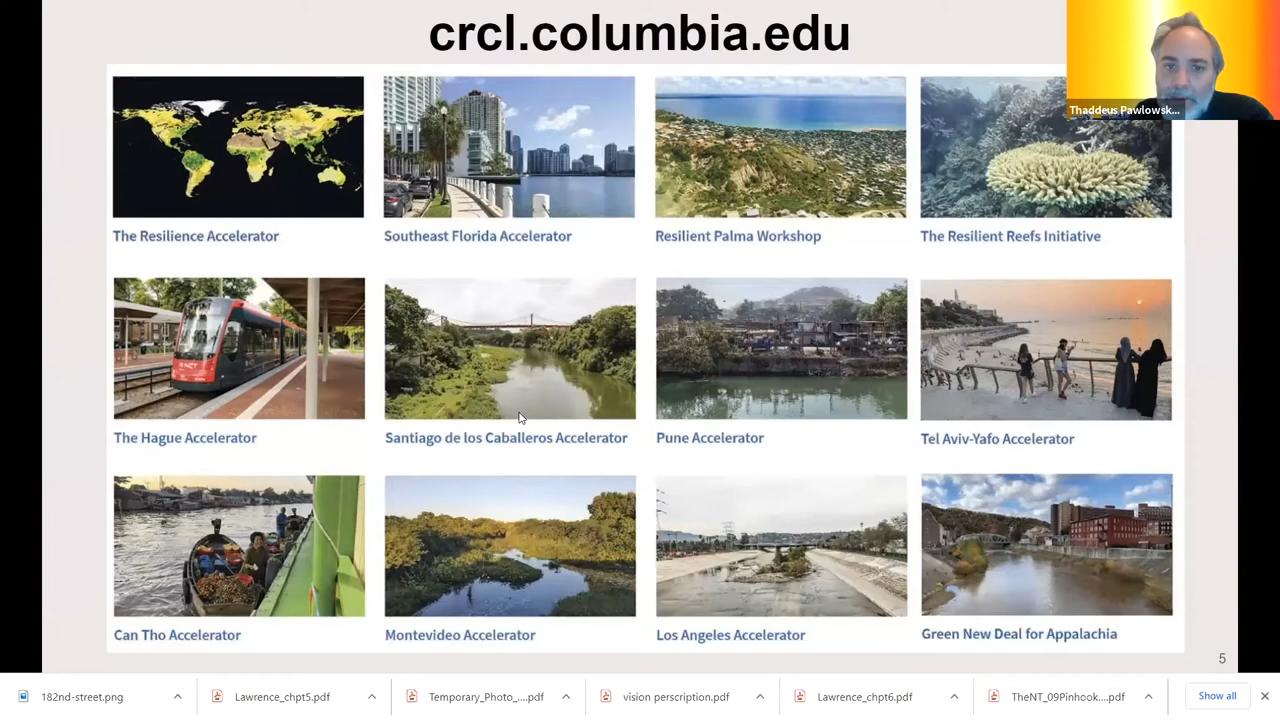 crcl.columbia.edu
Thaddeus Pawlowsk...
The Resilience Accelerator
Southeast Florida Accelerator
Resilient Palma Workshop
The Resilient Reefs Initiative
The Hague Accelerator
Santiago de los Caballeros Accelerator
Pune Accelerator
Tel Aviv-Yafo Accelerator
Can Tho Accelerator
Montevideo Accelerator
Los Angeles Accelerator
Green New Deal for Appalachia
5
182nd-street.png
Lawrence_chpt5.pdf
Temporary_Photo_....pdf
vision perscription.pdf
Lawrence_chpt6.pdf
TheNT_09Pinhook....pdf
Show all